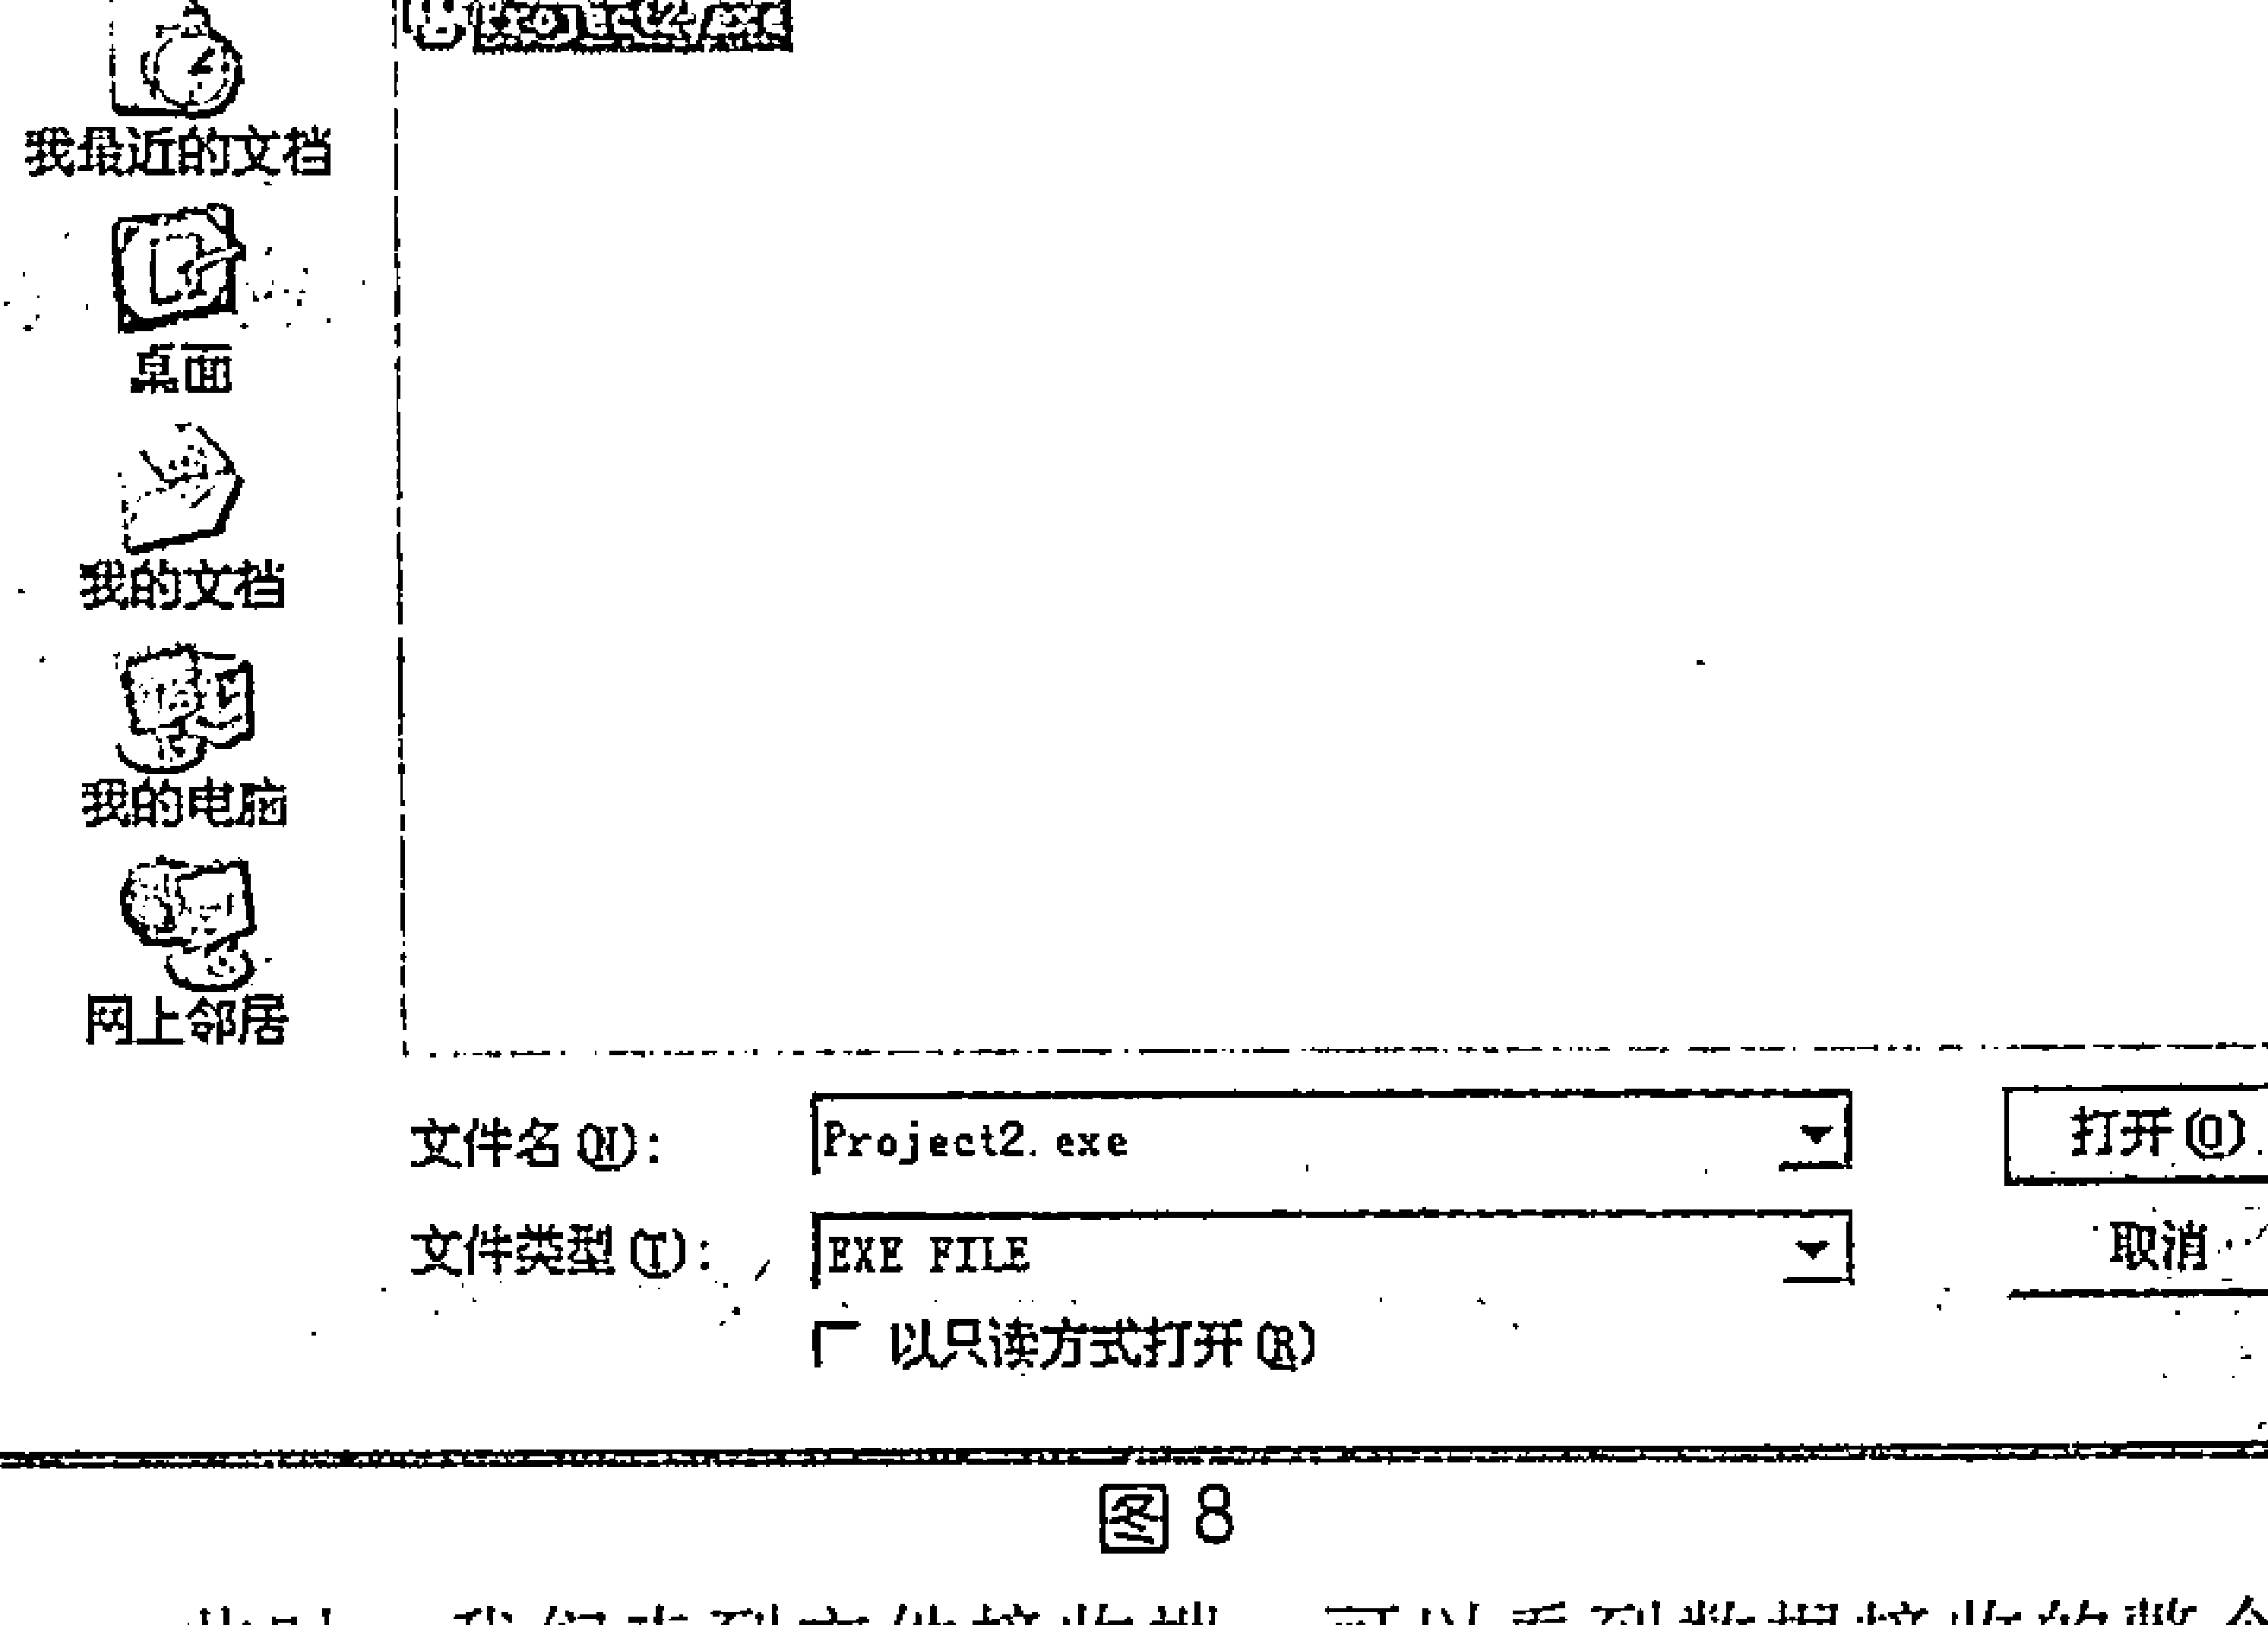 Project2.exe
我最近的文档
桌面
我的文档
我的电脑
网上邻居
文件名(N): Project2.exe 打开(O)
文件类型(T): EXE FILE 取消
以只读方式打开(R)
图 8